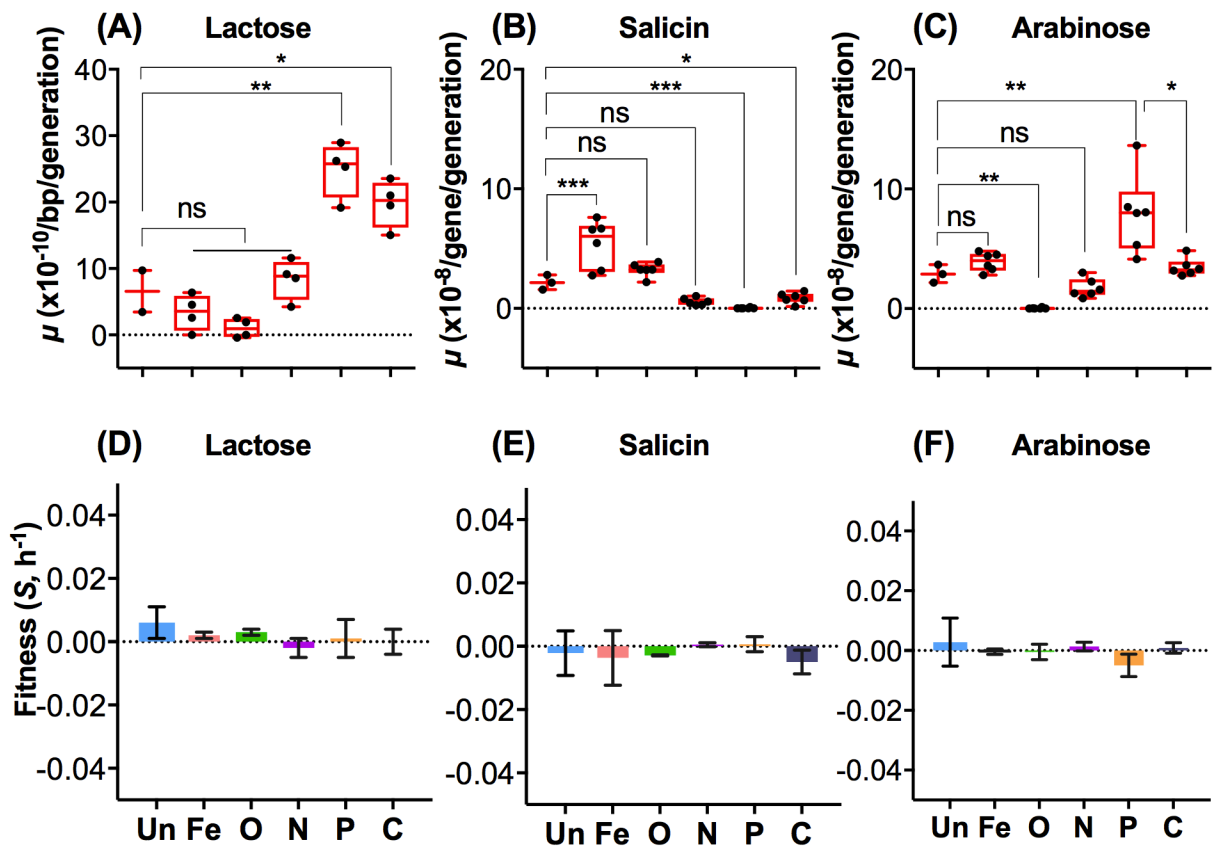 (A) Lactose
μ (x10⁻¹⁰/bp/generation)
40
30
20
10
0
*
**
ns
(B) Salicin
μ (x10⁻⁸/gene/generation)
20
10
0
*
***
ns
ns
***
(C) Arabinose
μ (x10⁻⁸/gene/generation)
20
10
0
** *
ns
**
ns
(D) Lactose
Fitness (S, h⁻¹)
0.04
0.02
0.00
-0.02
-0.04
Un Fe O N P C
(E) Salicin
0.04
0.02
0.00
-0.02
-0.04
Un Fe O N P C
(F) Arabinose
0.04
0.02
0.00
-0.02
-0.04
Un Fe O N P C